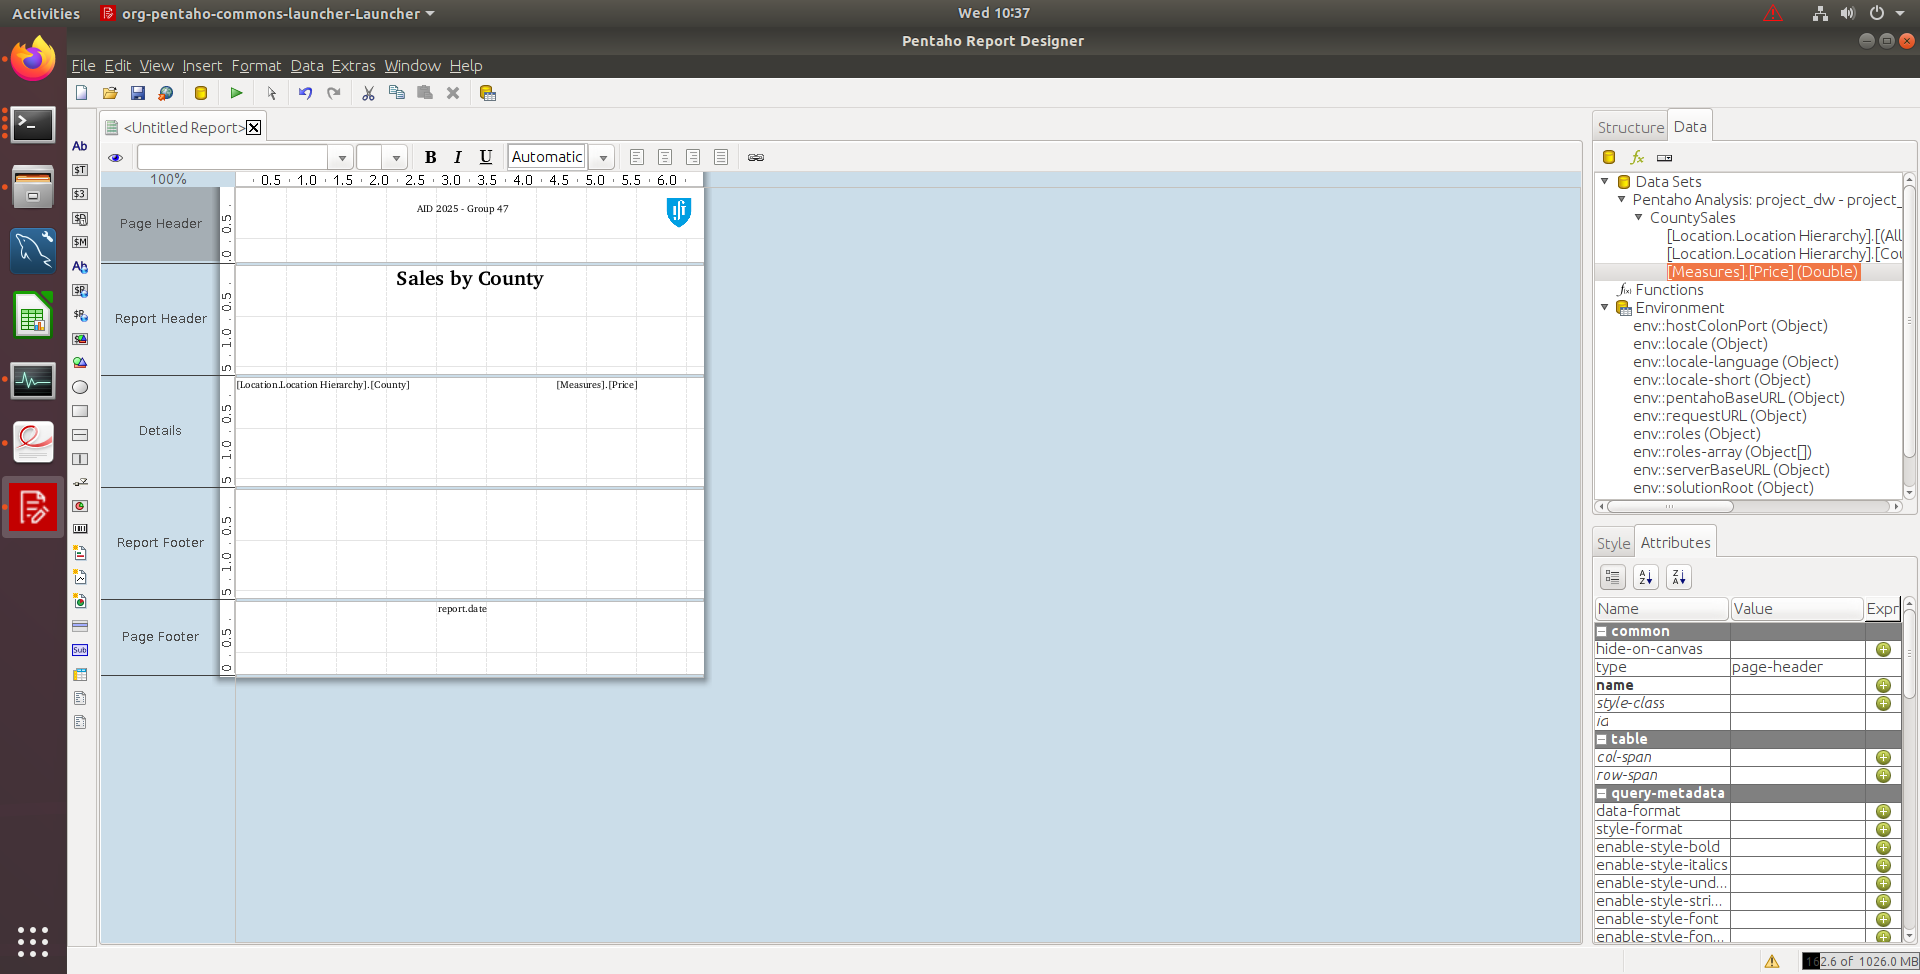 Activities org-pentaho-commons-launcher-Launcher Wed 10:37
Pentaho Report Designer
File Edit View Insert Format Data Extras Window Help
<Untitled Report>
Structure Data
B I U Automatic
100% 0.5 1.0 1.5 2.0 2.5 3.0 3.5 4.0 4.5 5.0 5.5 6.0
Page Header
AID 2025 - Group 47
Report Header
Sales by County
Details
[Location.Location Hierarchy].[County] [Measures].[Price]
Report Footer
Page Footer
report.date
Data Sets
Pentaho Analysis: project_dw - project_
CountySales
[Location.Location Hierarchy].[(All
[Location.Location Hierarchy].[Cou
[Measures].[Price] (Double)
Functions
Environment
env::hostColonPort (Object)
env::locale (Object)
env::locale-language (Object)
env::locale-short (Object)
env::pentahoBaseURL (Object)
env::requestURL (Object)
env::roles (Object)
env::roles-array (Object[])
env::serverBaseURL (Object)
env::solutionRoot (Object)
Style Attributes
Name Value Expr
common
hide-on-canvas
type page-header
name
style-class
id
table
col-span
row-span
query-metadata
data-format
style-format
enable-style-bold
enable-style-italics
enable-style-und...
enable-style-stri...
enable-style-font
enable-style-fon...
162.6 of 1026.0 MB